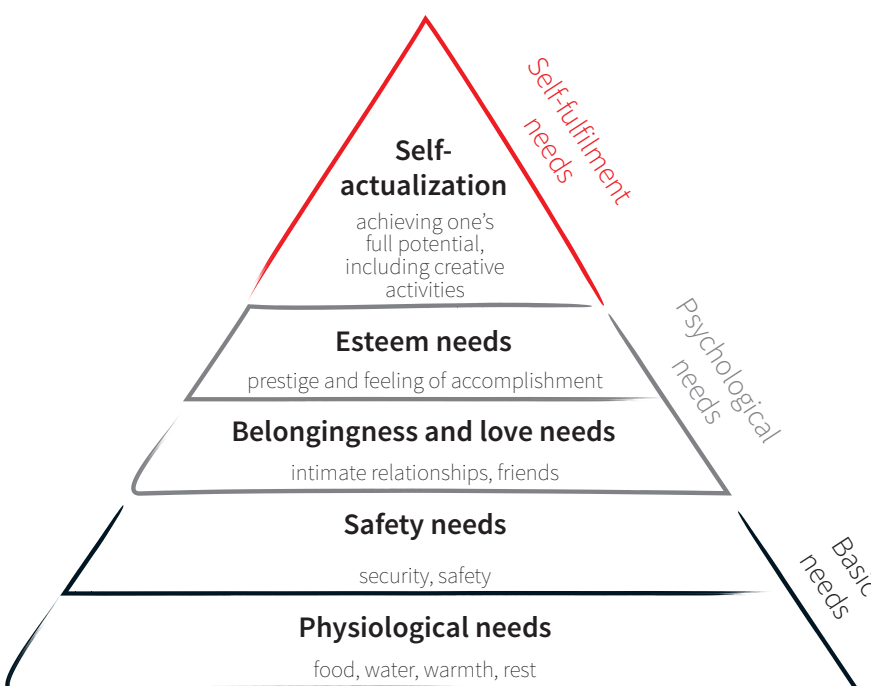 Self-
actualization
achieving one's
full potential,
including creative
activities
Self-fulfilment
needs
Esteem needs
prestige and feeling of accomplishment
Psychological
needs
Belongingness and love needs
intimate relationships, friends
Safety needs
security, safety
Basic
needs
Physiological needs
food, water, warmth, rest